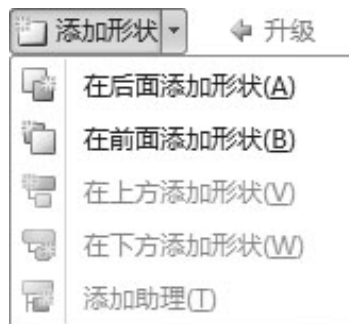 添加形状 升级
在后面添加形状(A)
在前面添加形状(B)
在上方添加形状(V)
在下方添加形状(W)
添加助理(T)